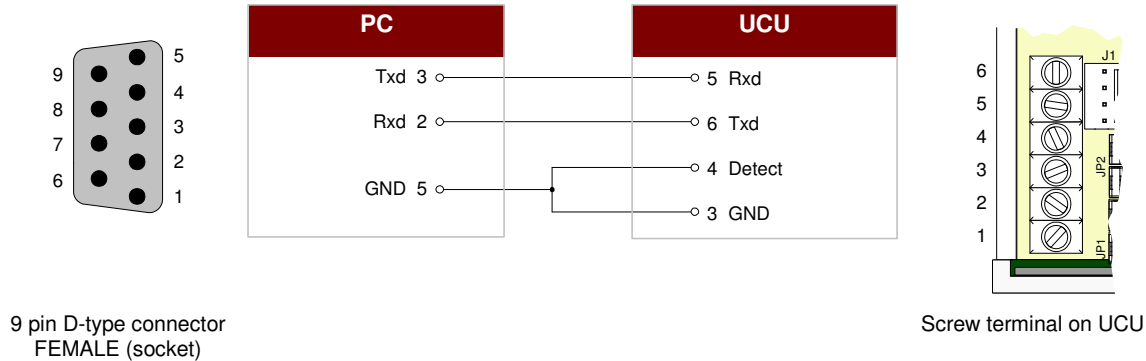 PC UCU
5
9
4
8
3
7
2
6
1
Txd 3 5 Rxd
Rxd 2 6 Txd
GND 5 4 Detect
3 GND
J1
6
5
4
3
JP2
2
1
JP1
9 pin D-type connector
FEMALE (socket)
Screw terminal on UCU